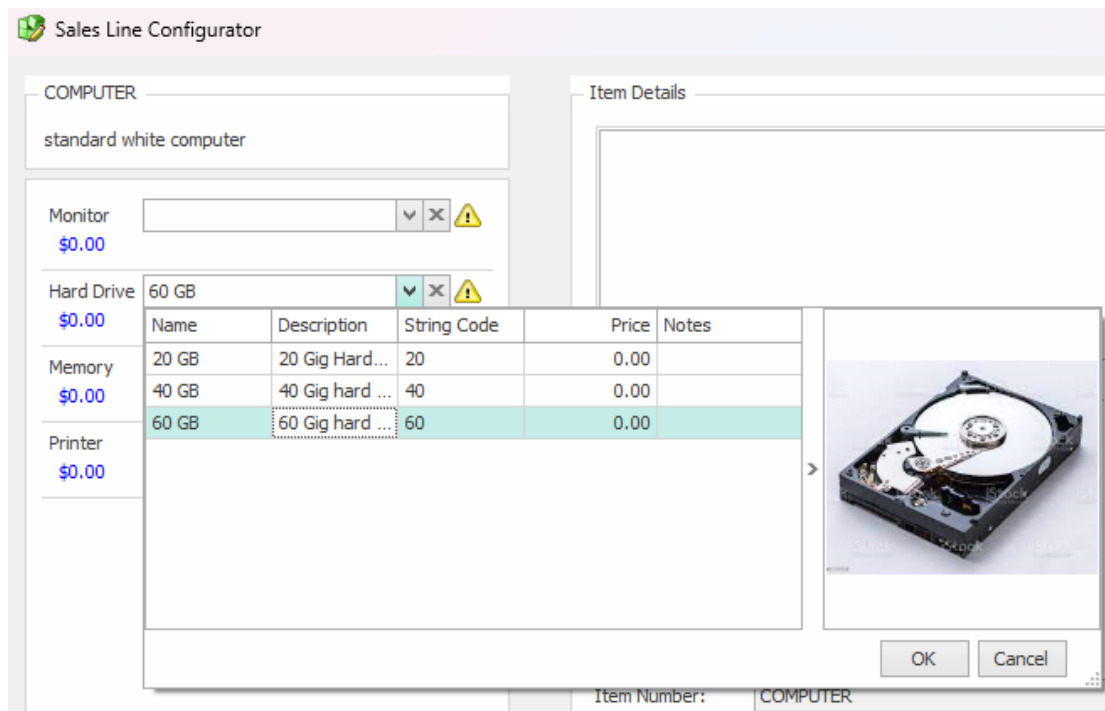 Sales Line Configurator
COMPUTER
standard white computer
Item Details
Monitor
$0.00
Hard Drive 60 GB
$0.00
Name Description String Code Price Notes
20 GB 20 Gig Hard... 20 0.00
40 GB 40 Gig hard ... 40 0.00
60 GB 60 Gig hard ... 60 0.00
Memory
$0.00
Printer
$0.00
iStock
iStock
iStock
OK Cancel
Item Number: COMPUTER